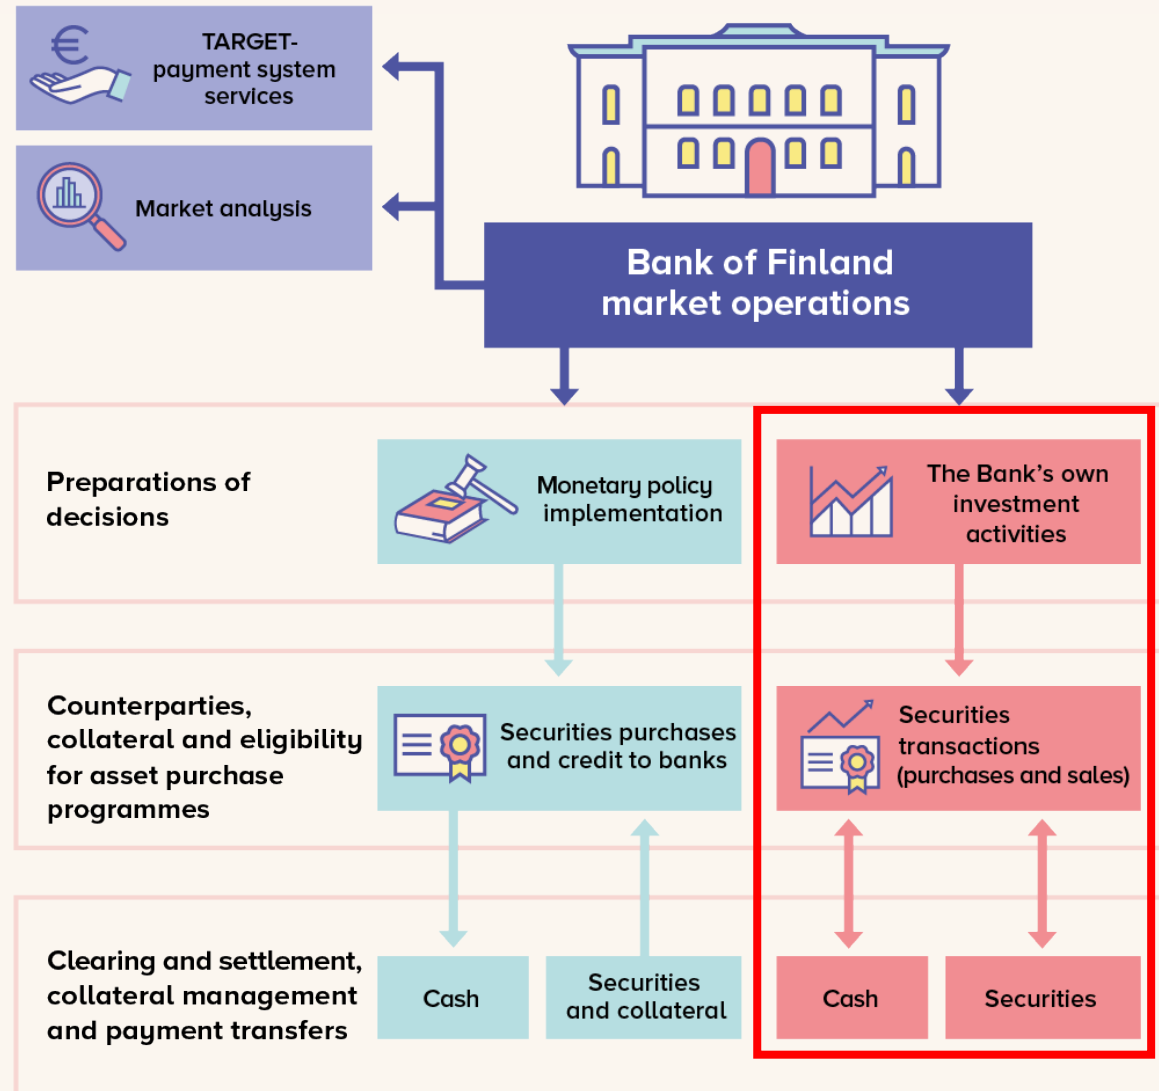 TARGET-
payment system
services
Market analysis
Bank of Finland
market operations
Preparations of
decisions
Monetary policy
implementation
The Bank’s own
investment
activities
Counterparties,
collateral and eligibility
for asset purchase
programmes
Securities purchases
and credit to banks
Securities
transactions
(purchases and sales)
Clearing and settlement,
collateral management
and payment transfers
Cash
Securities
and collateral
Cash
Securities